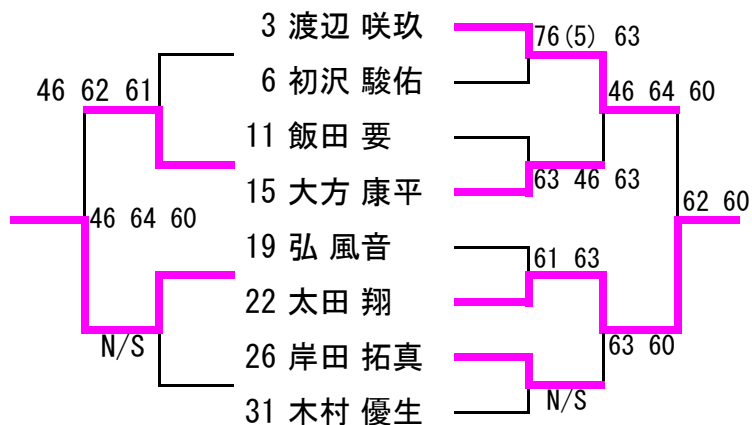 3 渡辺 咲玖
76(5) 63
46 62 61
6 初沢 駿佑
46 64 60
11 飯田 要
15 大方 康平
63 46 63
46 64 60
62 60
19 弘 風音
61 63
22 太田 翔
N/S
26 岸田 拓真
63 60
31 木村 優生
N/S